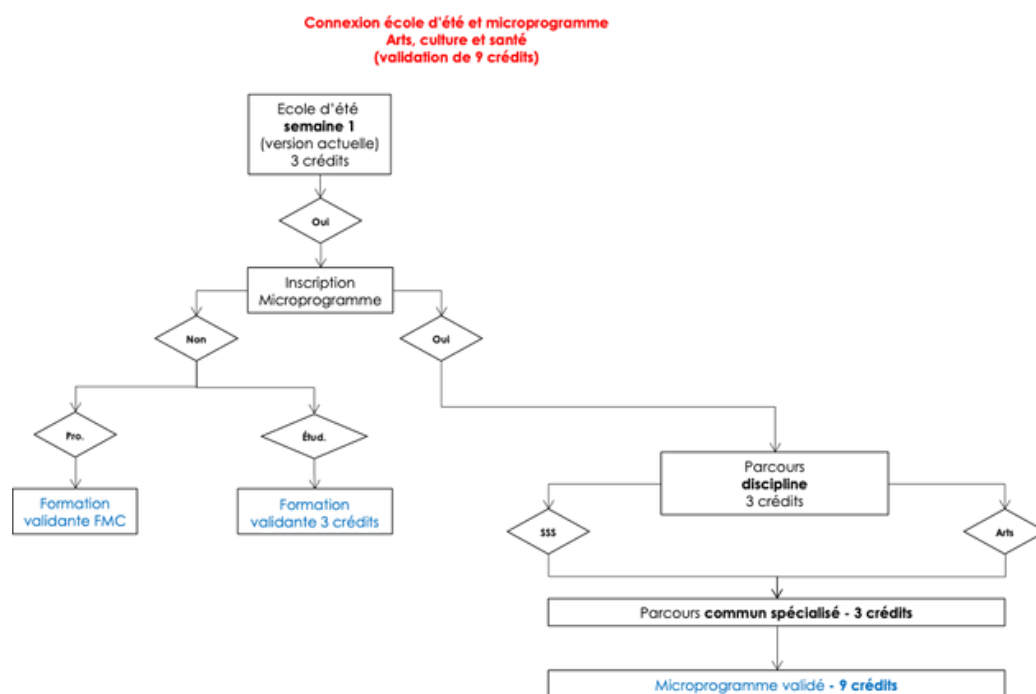 Connexion école d'été et microprogramme
Arts, culture et santé
(validation de 9 crédits)
Ecole d'été
semaine 1
(version actuelle)
3 crédits
Oui
Inscription
Microprogramme
Non
Oui
Pro.
Étud.
Formation
validante FMC
Formation
validante 3 crédits
Parcours
discipline
3 crédits
SSS
Arts
Parcours commun spécialisé - 3 crédits
Microprogramme validé - 9 crédits